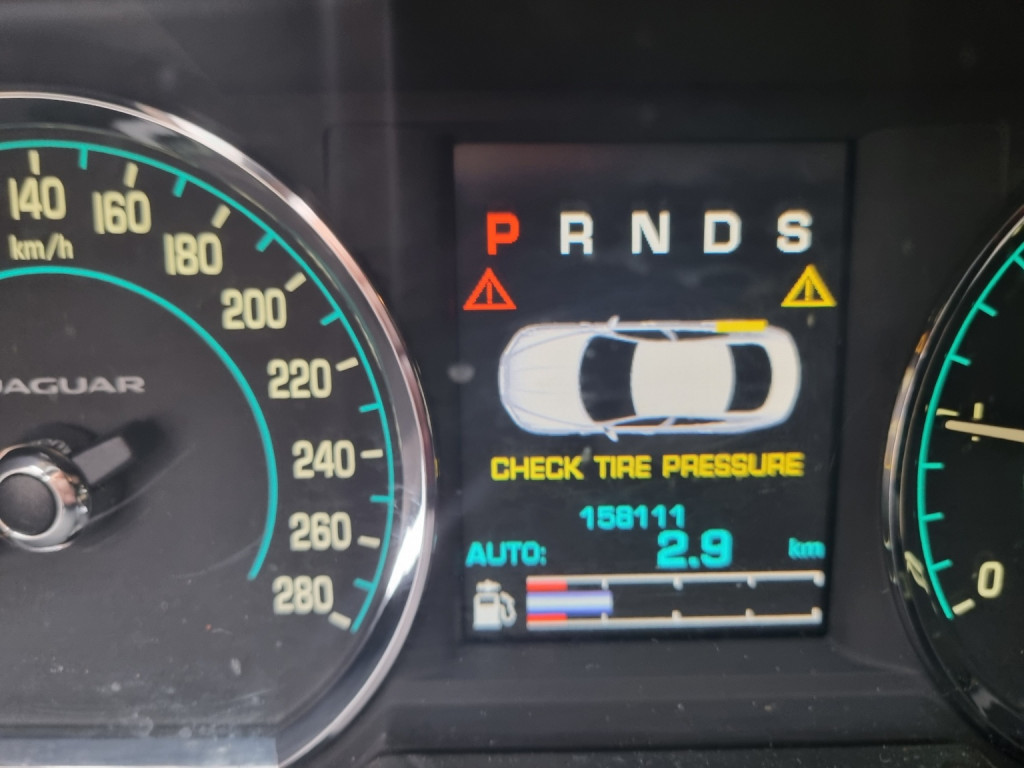 140
160
180
200
220
240
260
280
km/h
JAGUAR
P R N D S
CHECK TIRE PRESSURE
158111
AUTO: 2.9 km
0